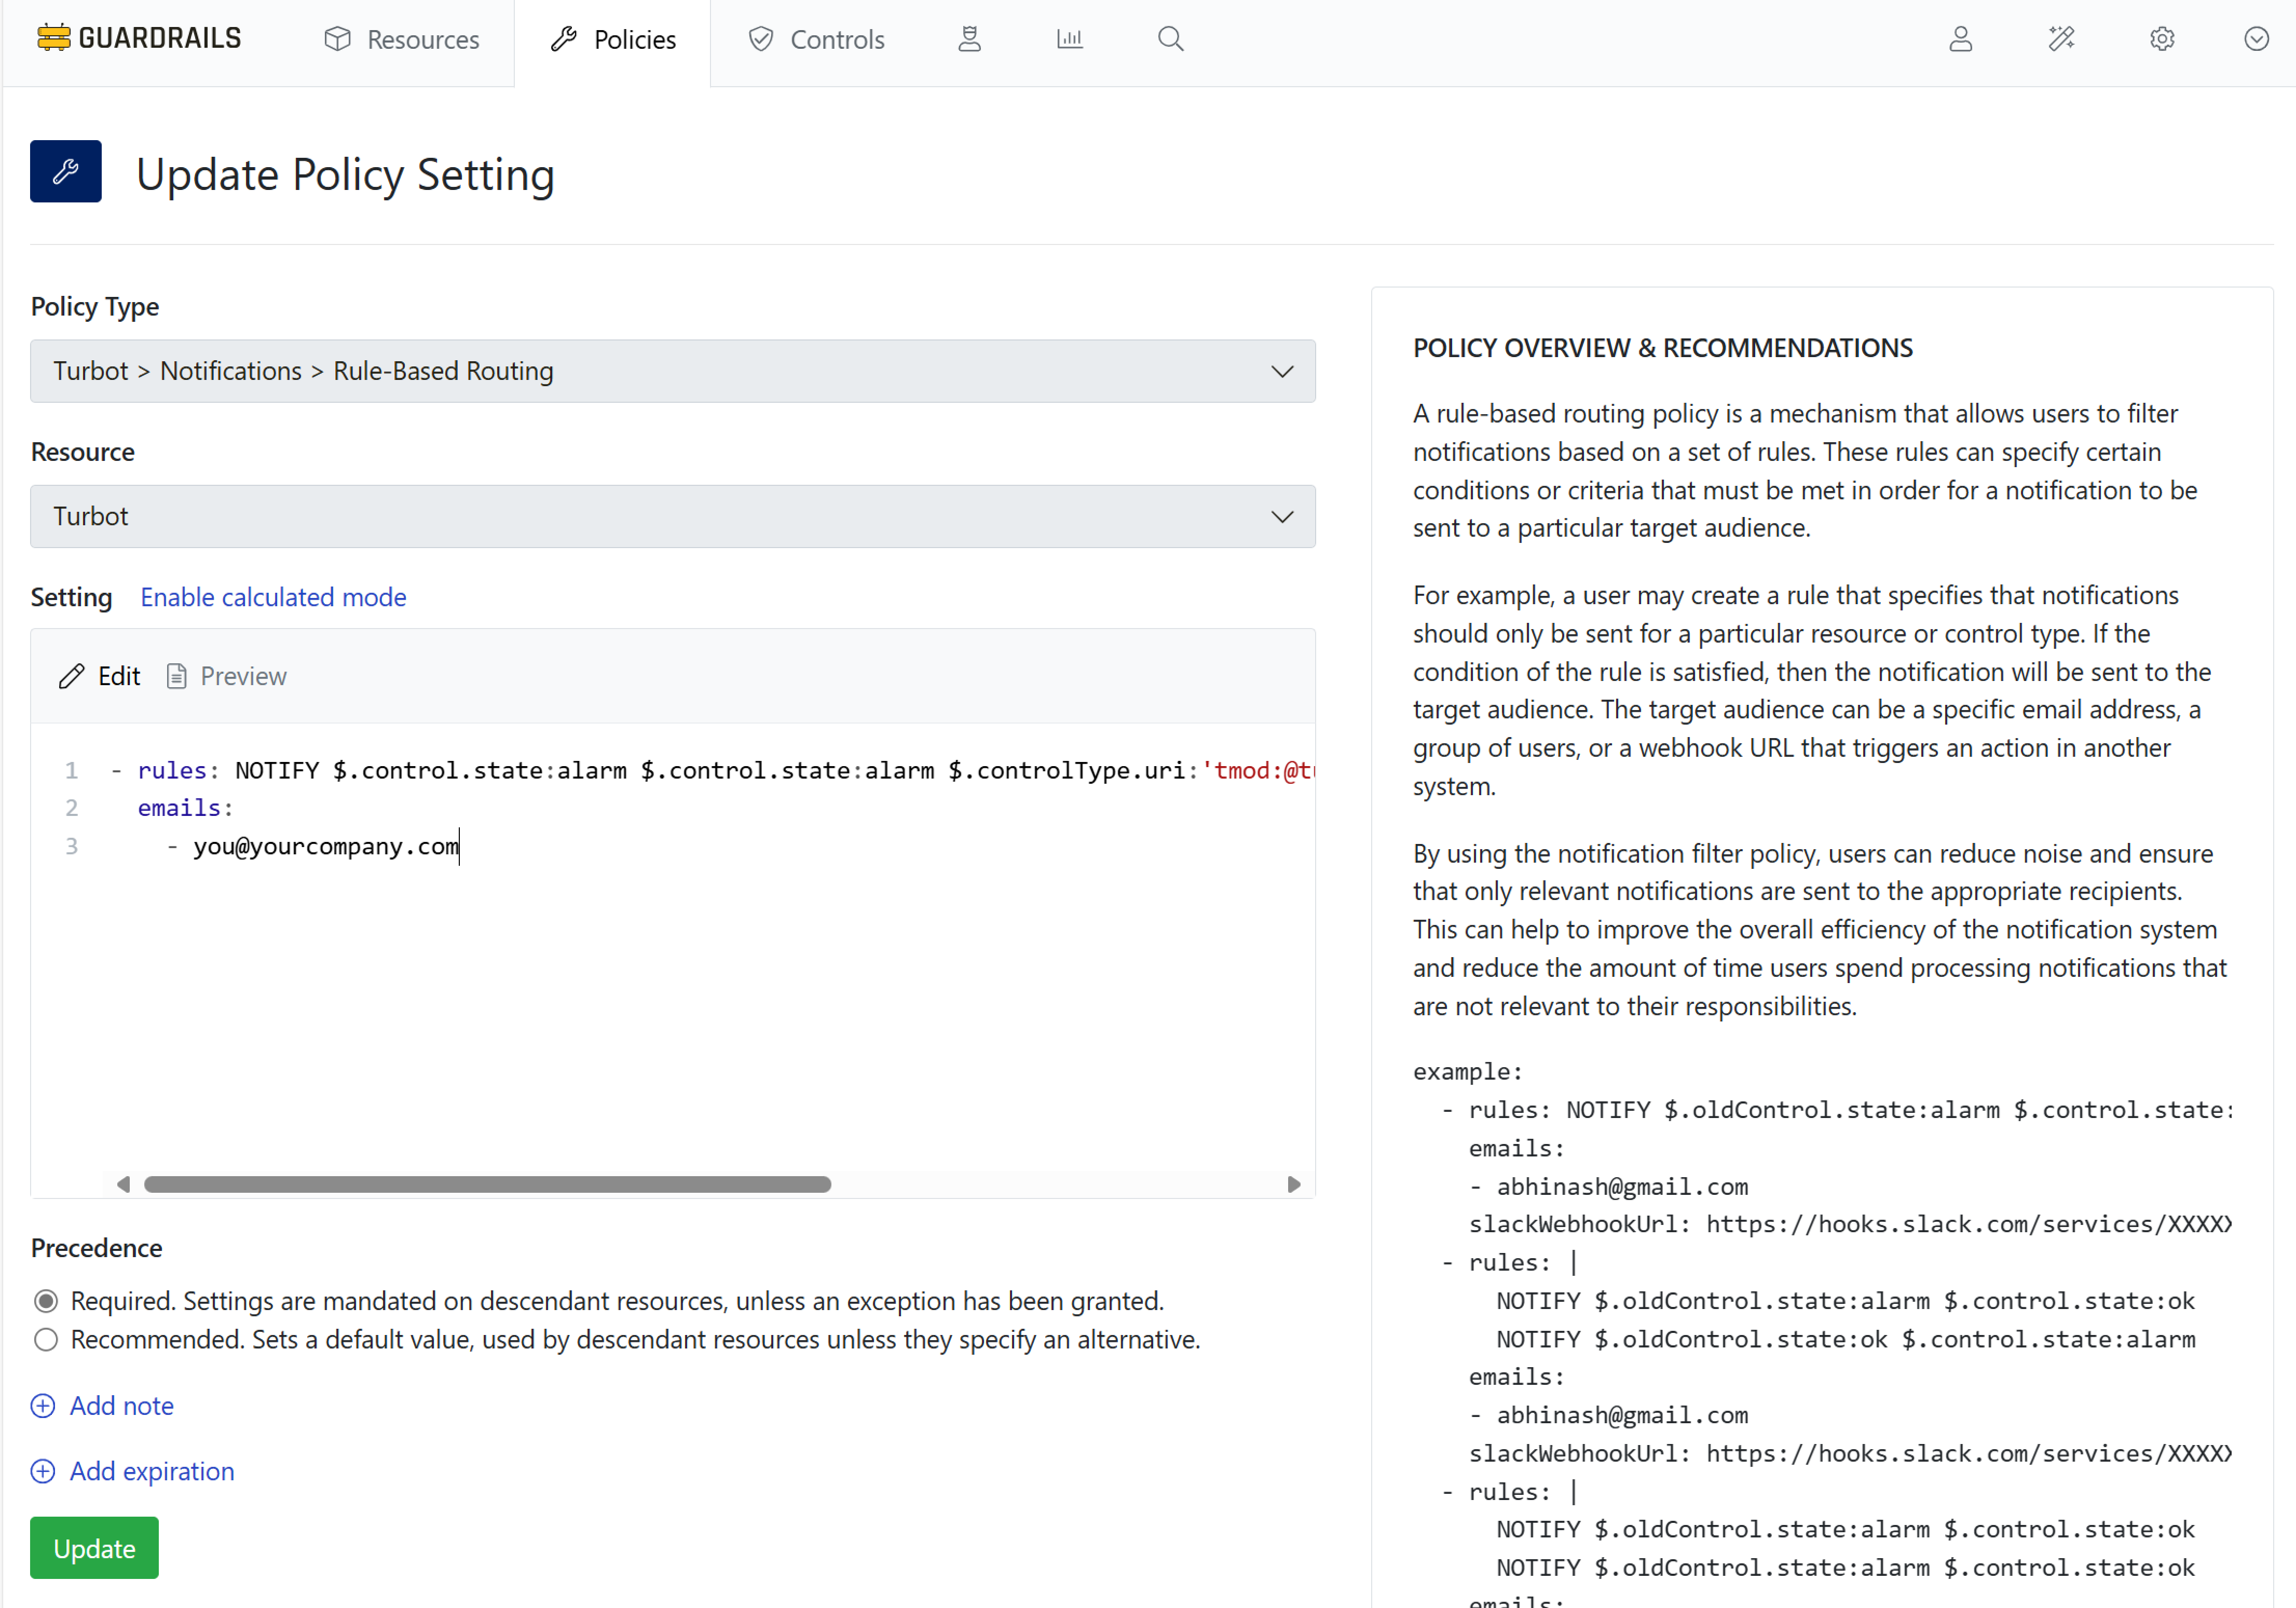 GUARDRAILS
Resources
Policies
Controls
Update Policy Setting
Policy Type
Turbot > Notifications > Rule-Based Routing
Resource
Turbot
Setting Enable calculated mode
Edit Preview
1 - rules: NOTIFY $.control.state:alarm $.control.state:alarm $.controlType.uri:'tmod:@t
2 emails:
3 - you@yourcompany.com
Precedence
Required. Settings are mandated on descendant resources, unless an exception has been granted.
Recommended. Sets a default value, used by descendant resources unless they specify an alternative.
Add note
Add expiration
Update
POLICY OVERVIEW & RECOMMENDATIONS
A rule-based routing policy is a mechanism that allows users to filter
notifications based on a set of rules. These rules can specify certain
conditions or criteria that must be met in order for a notification to be
sent to a particular target audience.
For example, a user may create a rule that specifies that notifications
should only be sent for a particular resource or control type. If the
condition of the rule is satisfied, then the notification will be sent to the
target audience. The target audience can be a specific email address, a
group of users, or a webhook URL that triggers an action in another
system.
By using the notification filter policy, users can reduce noise and ensure
that only relevant notifications are sent to the appropriate recipients.
This can help to improve the overall efficiency of the notification system
and reduce the amount of time users spend processing notifications that
are not relevant to their responsibilities.
example:
- rules: NOTIFY $.oldControl.state:alarm $.control.state:
emails:
- abhinash@gmail.com
slackWebhookUrl: https://hooks.slack.com/services/XXXXX
- rules: |
NOTIFY $.oldControl.state:alarm $.control.state:ok
NOTIFY $.oldControl.state:ok $.control.state:alarm
emails:
- abhinash@gmail.com
slackWebhookUrl: https://hooks.slack.com/services/XXXXX
- rules: |
NOTIFY $.oldControl.state:alarm $.control.state:ok
NOTIFY $.oldControl.state:alarm $.control.state:ok
emails: